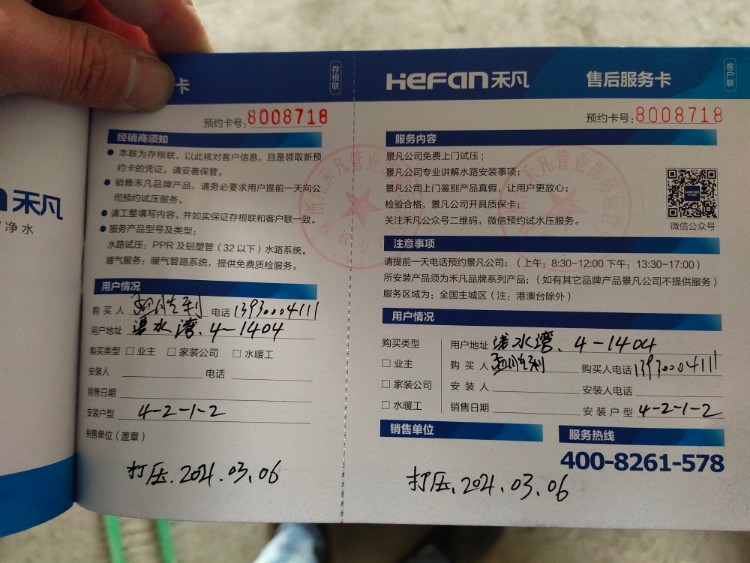 卡
存根联
预约卡号:8008718
经销商须知
本联为存根联，以此核对客户信息，且是领取新预
约卡的凭证，请妥善保管。
销售禾凡品牌产品，请务必要求用户提前一天向公
司预约试压服务。
请工整填写内容，并如实保证存根联和客户联一致。
服务产品型号及类型：
水路试压：PPR 及铝塑管（32 以下）水路系统。
暖气服务：暖气管路系统，提供免费质检服务。
用户情况
购买人 电话 13930004111
用户地址 港水湾、4-1404
购买类型 □ 业主 □ 家装公司 □ 水暖工
安装人 电话
销售日期
安装户型 4-2-1-2
销售单位（盖章）
打压.2021.03.06
efan禾凡
净水
HeFan禾凡 售后服务卡
客户联
预约卡号:8008718
服务内容
景凡公司免费上门试压；
景凡公司专业讲解水路安装事项；
景凡公司上门鉴别产品真假，让用户更放心；
检验合格，景凡公司开具质保卡；
关注禾凡公众号二维码，微信预约试水压服务。
微信公众号
注意事项
请提前一天电话预约景凡公司；（上午：8:30-12:00 下午：13:30-17:00）
所安装产品须为禾凡品牌系列产品；（如有其它品牌产品景凡公司不提供服务）
服务区域为：全国主城区（注：港澳台除外）
用户情况
购买类型 用户地址 港水湾、4-1404
□ 业主 购买人 购买人电话 13930004111
□ 家装公司 安装人 安装人电话
□ 水暖工 销售日期 安装户型 4-2-1-2
销售单位 服务热线
400-8261-578
打压.2021.03.06